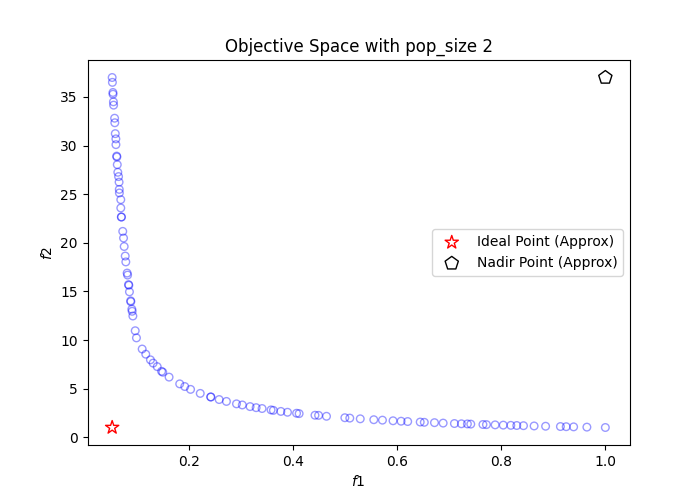 Objective Space with pop_size 2
35
30
25
20
15
10
5
0
f2
Ideal Point (Approx)
Nadir Point (Approx)
0.2 0.4 0.6 0.8 1.0
f1